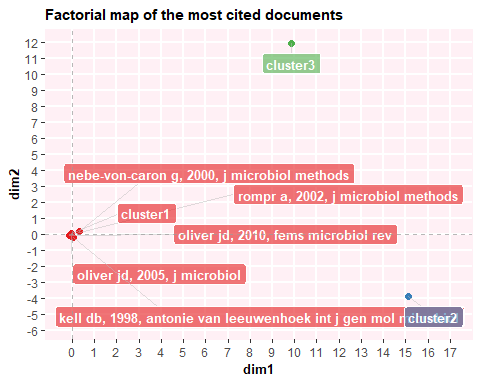 Factorial map of the most cited documents
dim2
12
11
10
9
8
7
6
5
4
3
2
1
0
-1
-2
-3
-4
-5
-6
cluster3
nebe-von-caron g, 2000, j microbiol methods
rompr a, 2002, j microbiol methods
cluster1
oliver jd, 2010, fems microbiol rev
oliver jd, 2005, j microbiol
kell db, 1998, antonie van leeuwenhoek int j gen mol
cluster2
0 1 2 3 4 5 6 7 8 9 10 11 12 13 14 15 16 17
dim1